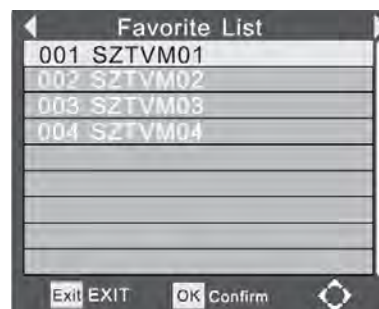 Favorite List
001 SZTVM01
002 SZTVM02
003 SZTVM03
004 SZTVM04
Exit EXIT OK Confirm